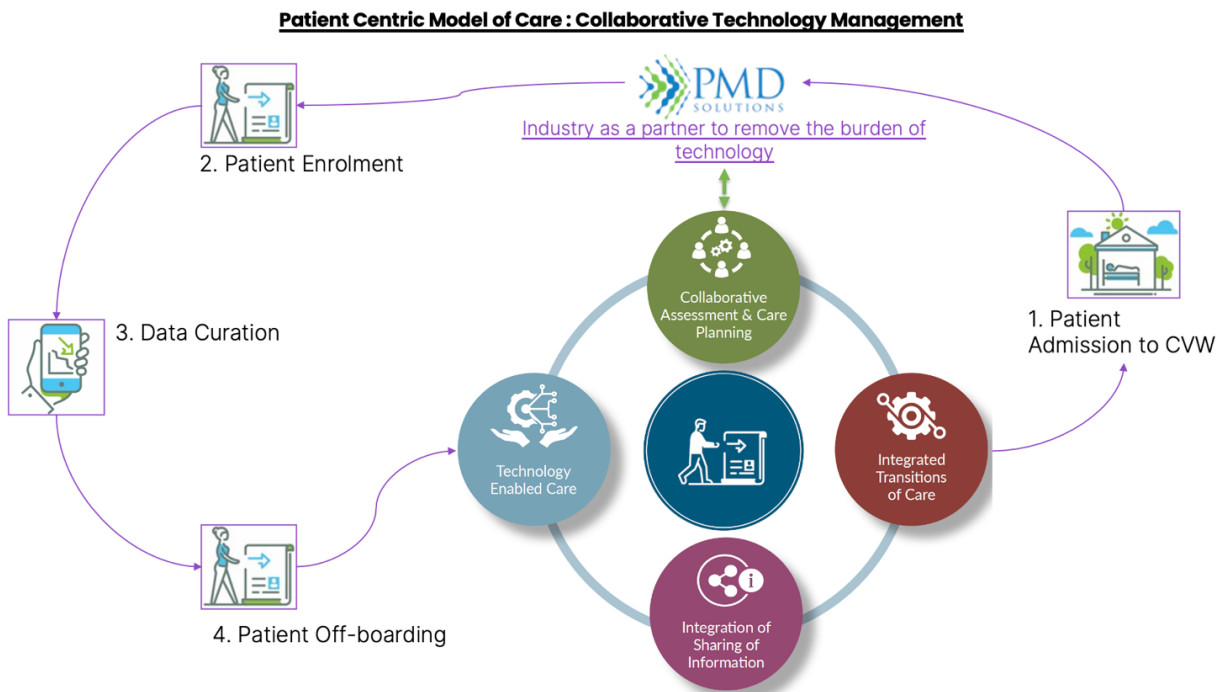 Patient Centric Model of Care : Collaborative Technology Management
PMD
SOLUTIONS
Industry as a partner to remove the burden of
technology
2. Patient Enrolment
1. Patient
Admission to CVW
3. Data Curation
Collaborative
Assessment & Care
Planning
Technology
Enabled Care
Integrated
Transitions
of Care
i
Integration of
Sharing of
Information
4. Patient Off-boarding